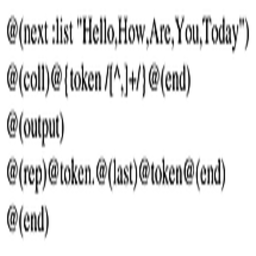 @(next :list "Hello,How,Are,You,Today")
@(coll)@{token /[^,]+/}@(end)
@(output)
@(rep)@token.@(last)@token@(end)
@(end)